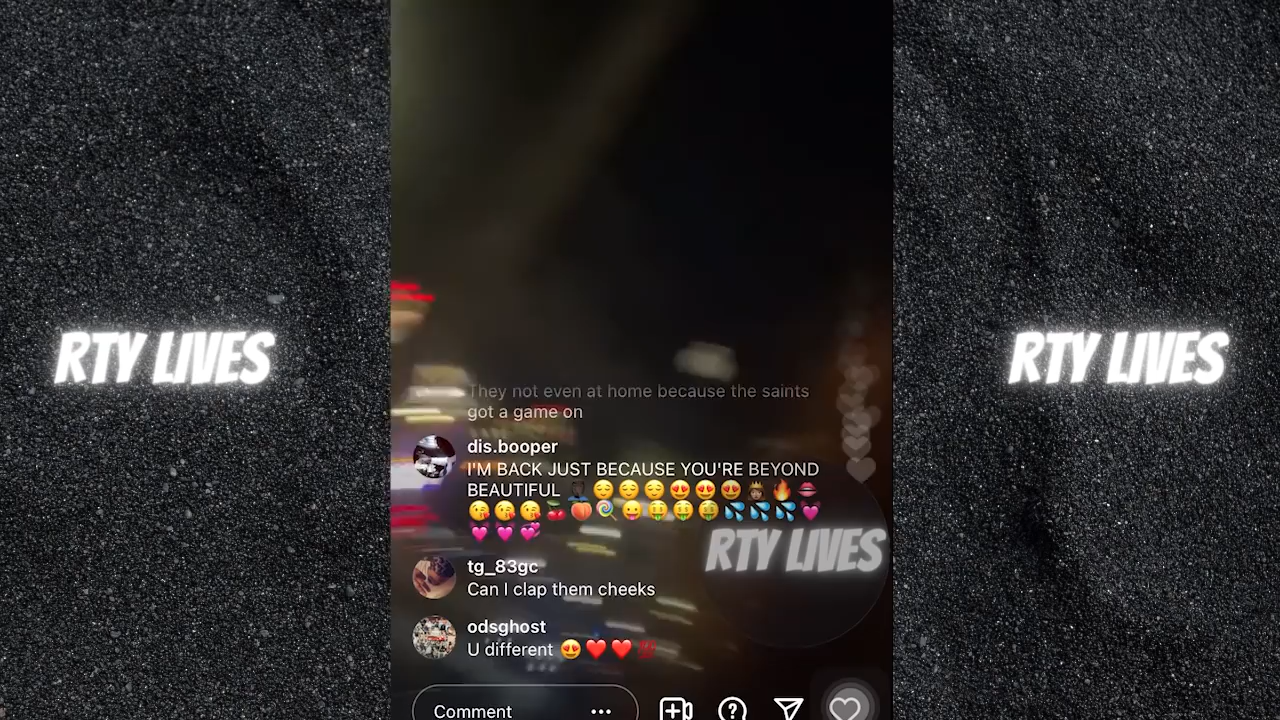 They not even at home because the saints
got a game on
dis.booper
I'M BACK JUST BECAUSE YOU'RE BEYOND
BEAUTIFUL
tg_83gc
Can I clap them cheeks
odsghost
U different 😍❤️❤️💯
Comment
RTY LIVES
RTY LIVES
RTY LIVES